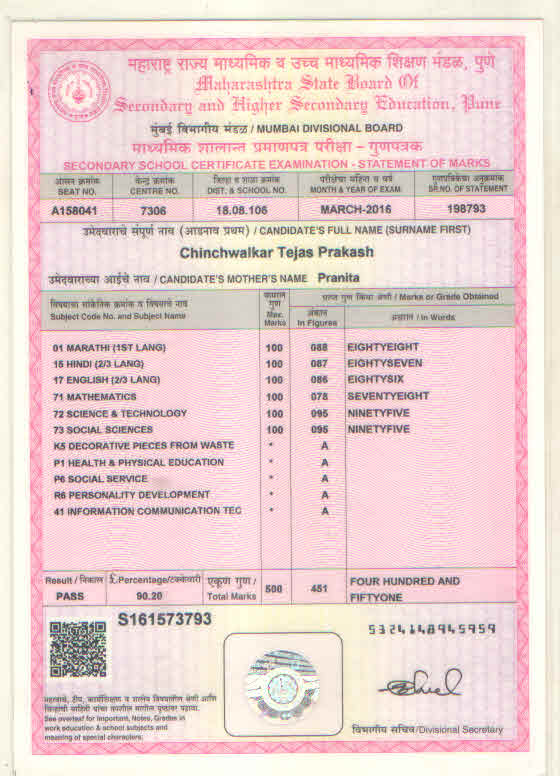 महाराष्ट्र राज्य माध्यमिक व उच्च माध्यमिक शिक्षण मंडळ, पुणे
Maharashtra State Board Of
Secondary and Higher Secondary Education, Pune
मुंबई विभागीय मंडळ / MUMBAI DIVISIONAL BOARD
माध्यमिक शालान्त प्रमाणपत्र परीक्षा – गुणपत्रक
SECONDARY SCHOOL CERTIFICATE EXAMINATION - STATEMENT OF MARKS
आसन क्रमांक केन्द्र क्रमांक जिल्हा व शाळा क्रमांक परीक्षेचा महिना व वर्ष गुणपत्रिकेचा अनुक्रमांक
SEAT NO. CENTRE NO. DIST. & SCHOOL NO. MONTH & YEAR OF EXAM SR.NO. OF STATEMENT
A158041 7306 18.08.106 MARCH-2016 198793
उमेदवाराचे संपूर्ण नाव (आडनाव प्रथम) / CANDIDATE'S FULL NAME (SURNAME FIRST)
Chinchwalkar Tejas Prakash
उमेदवाराच्या आईचे नाव / CANDIDATE'S MOTHER'S NAME Pranita
विषयाचा सांकेतिक क्रमांक व विषयाचे नाव
Subject Code No. and Subject Name
कमाल गुण
Max. Marks
प्राप्त गुण किंवा श्रेणी / Marks or Grade Obtained
अंकात
In Figures
अक्षरात / In Words
01 MARATHI (1ST LANG) 100 088 EIGHTYEIGHT
15 HINDI (2/3 LANG) 100 087 EIGHTYSEVEN
17 ENGLISH (2/3 LANG) 100 086 EIGHTYSIX
71 MATHEMATICS 100 078 SEVENTYEIGHT
72 SCIENCE & TECHNOLOGY 100 095 NINETYFIVE
73 SOCIAL SCIENCES 100 095 NINETYFIVE
K5 DECORATIVE PIECES FROM WASTE * A
P1 HEALTH & PHYSICAL EDUCATION * A
P6 SOCIAL SERVICE * A
R6 PERSONALITY DEVELOPMENT * A
41 INFORMATION COMMUNICATION TEC * A
Result / निकाल Percentage/टक्केवारी एकूण गुण / 500 451 FOUR HUNDRED AND
PASS 90.20 Total Marks FIFTYONE
S161573793
5324148945959
महत्वाचे, टीप, कार्यशिक्षण व शालेय विषयातील श्रेणी आणि
See overleaf for Important, Notes, Grades in
work education & school subjects and
meaning of special characters.
विभागीय सचिव/Divisional Secretary